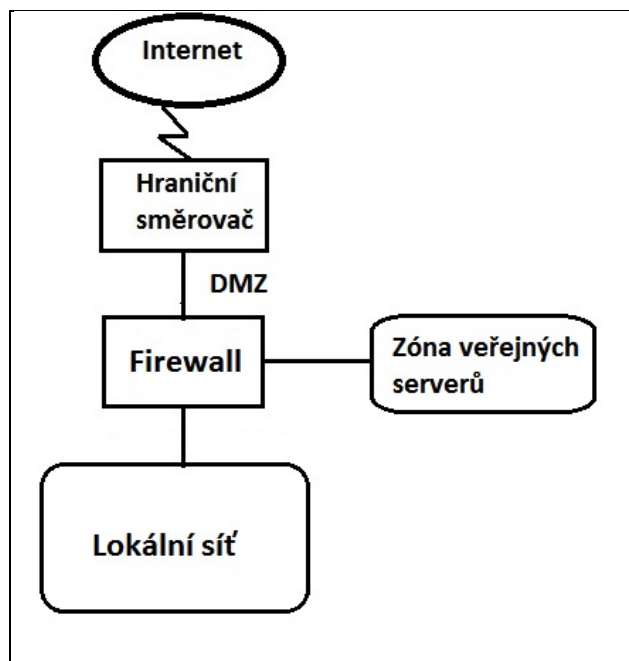 Internet
Hraniční
směrovač
DMZ
Firewall
Zóna veřejných
serverů
Lokální síť